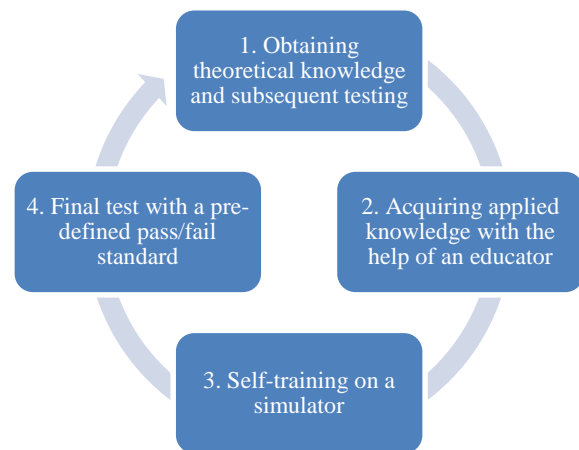 1. Obtaining
theoretical knowledge
and subsequent testing
2. Acquiring applied
knowledge with the
help of an educator
3. Self-training on a
simulator
4. Final test with a pre-
defined pass/fail
standard